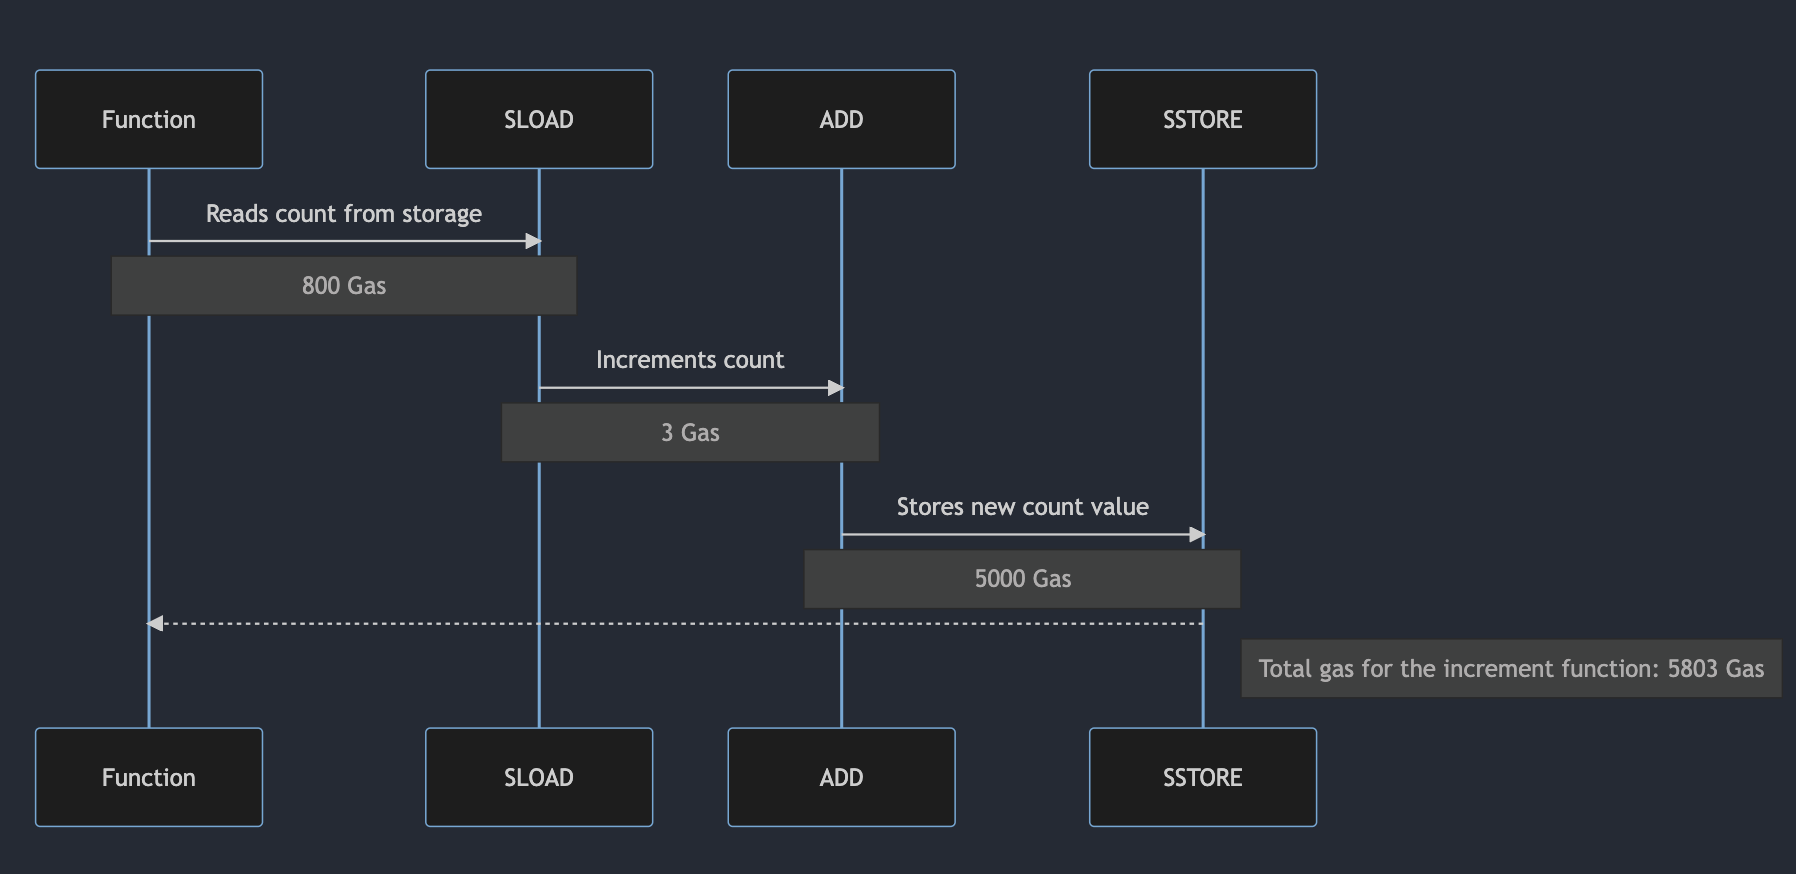 Function
SLOAD
ADD
SSTORE
Reads count from storage
800 Gas
Increments count
3 Gas
Stores new count value
5000 Gas
Total gas for the increment function: 5803 Gas
Function
SLOAD
ADD
SSTORE